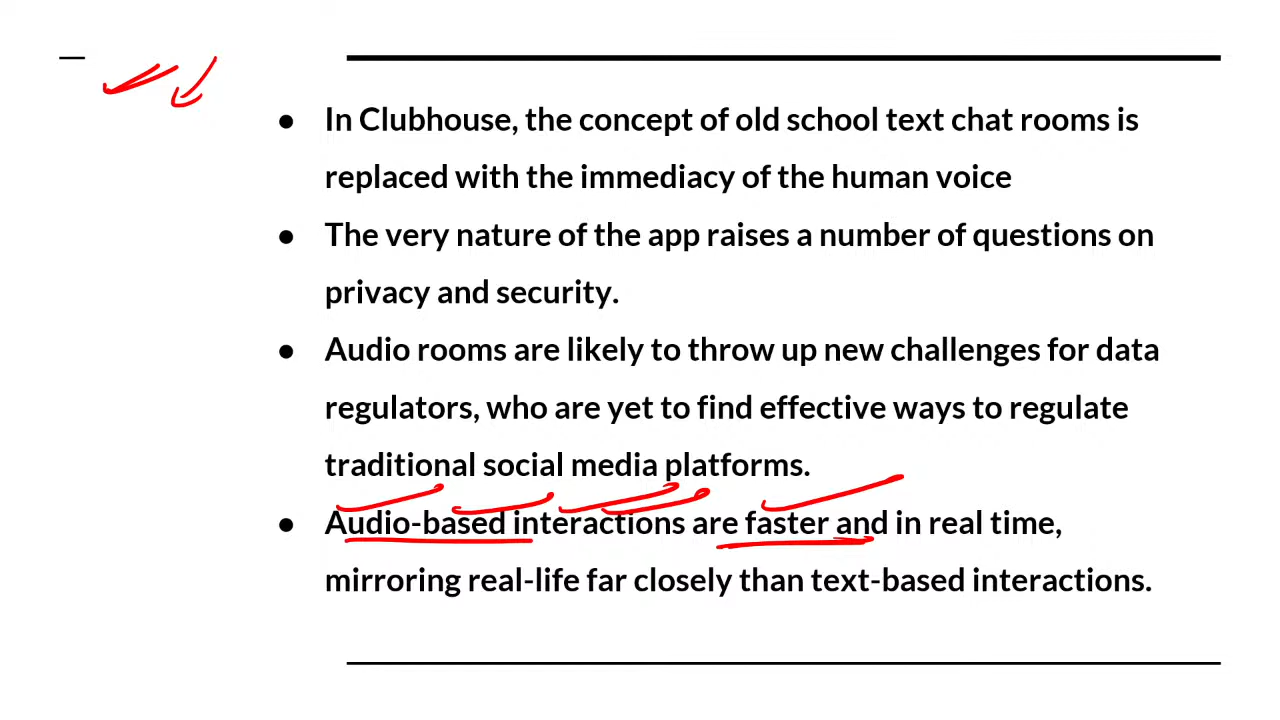 ● In Clubhouse, the concept of old school text chat rooms is
replaced with the immediacy of the human voice
● The very nature of the app raises a number of questions on
privacy and security.
● Audio rooms are likely to throw up new challenges for data
regulators, who are yet to find effective ways to regulate
traditional social media platforms.
● Audio-based interactions are faster and in real time,
mirroring real-life far closely than text-based interactions.